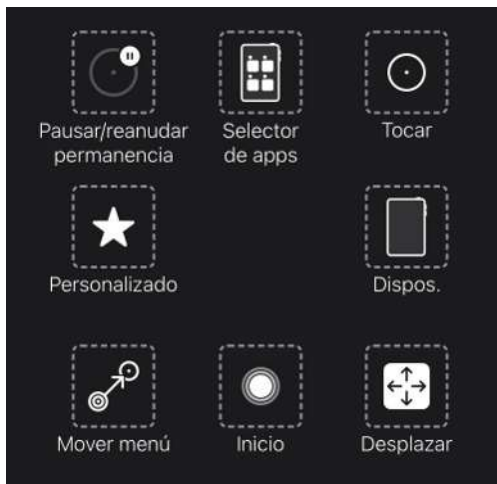 Pausar/reanudar permanencia
Selector de apps
Tocar
Personalizado
Dispos.
Mover menú
Inicio
Desplazar